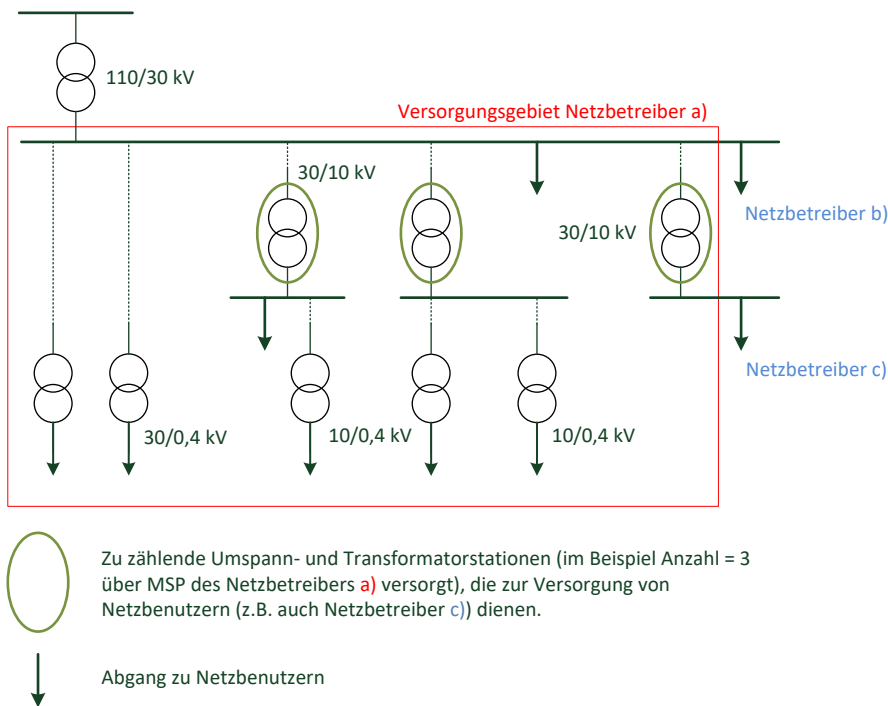 110/30 kV
Versorgungsgebiet Netzbetreiber a)
30/10 kV
Netzbetreiber b)
30/10 kV
Netzbetreiber c)
30/0,4 kV
10/0,4 kV
10/0,4 kV
Zu zählende Umspann- und Transformatorstationen (im Beispiel Anzahl = 3
über MSP des Netzbetreibers a) versorgt), die zur Versorgung von
Netzbenutzern (z.B. auch Netzbetreiber c)) dienen.
Abgang zu Netzbenutzern